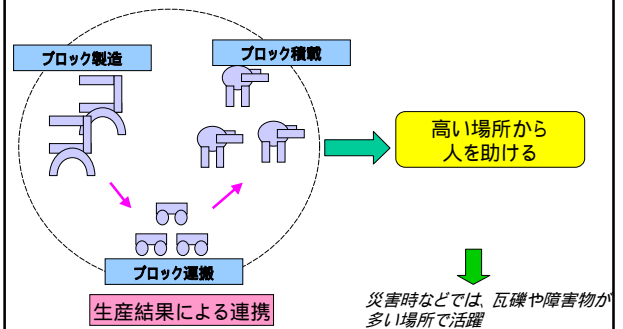 ブロック製造
ブロック積載
高い場所から
人を助ける
ブロック運搬
生産結果による連携
災害時などでは、瓦礫や障害物が
多い場所で活躍